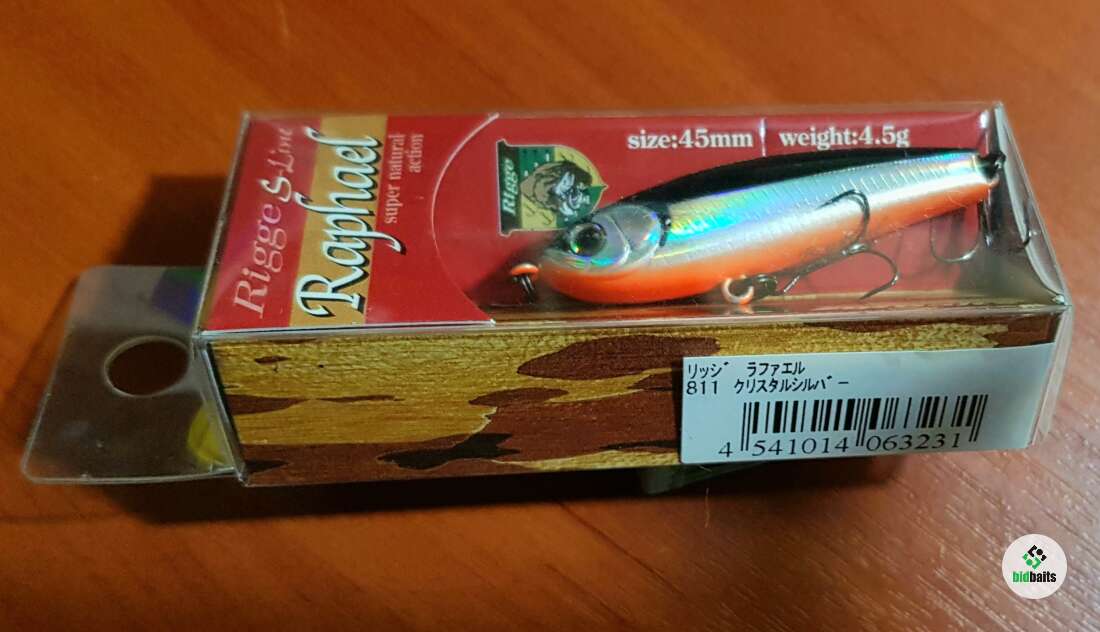 Rigge S-Line
Raphael
super natural
action
Rigge
size:45mm
weight:4.5g
ﾘｯｼﾞ ﾗﾌｧｴﾙ
811 ｸﾘｽﾀﾙｼﾙﾊﾞｰ
4 541014 063231
bidbaits